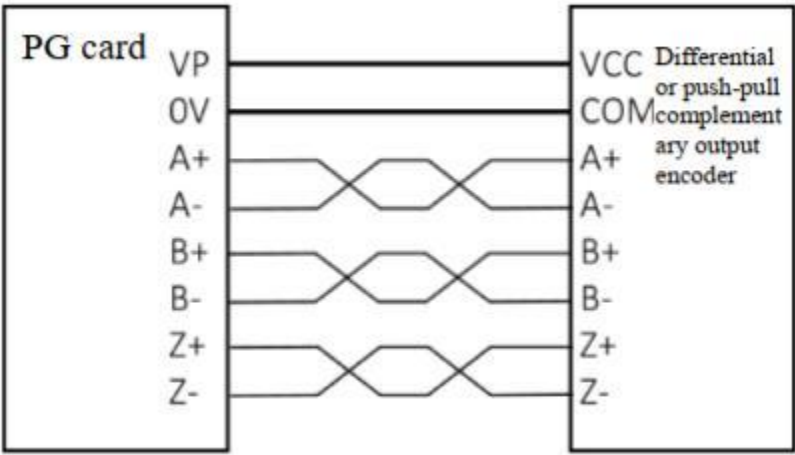 PG card
VP
0V
A+
A-
B+
B-
Z+
Z-
VCC
COM
A+
A-
B+
B-
Z+
Z-
Differential
or push-pull
complement
ary output
encoder